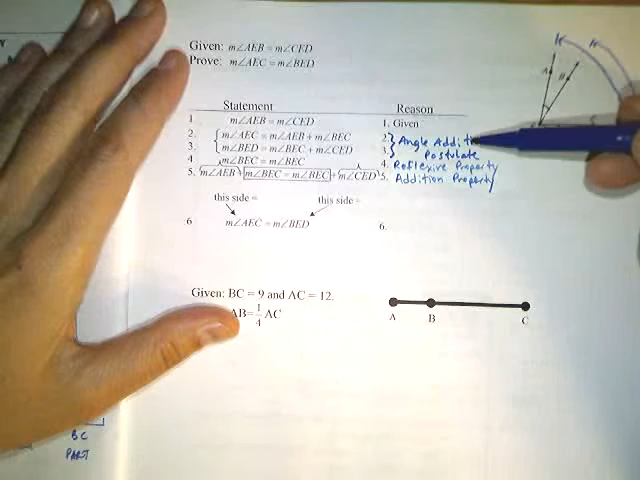 Given: m∠AEB = m∠CED
Prove: m∠AEC = m∠BED
Statement Reason
1. m∠AEB = m∠CED 1. Given
2. m∠AEC = m∠AEB + m∠BEC 2.
3. m∠BED = m∠BEC + m∠CED 3.
Angle Additi
Postulate
4. m∠BEC = m∠BEC 4. Reflexive Property
5. m∠AEB + m∠BEC = m∠BEC + m∠CED 5. Addition Property
this side = this side =
6 m∠AEC = m∠BED 6.
Given: BC = 9 and AC = 12.
AB = 1/4 AC
A B C
BC
PART